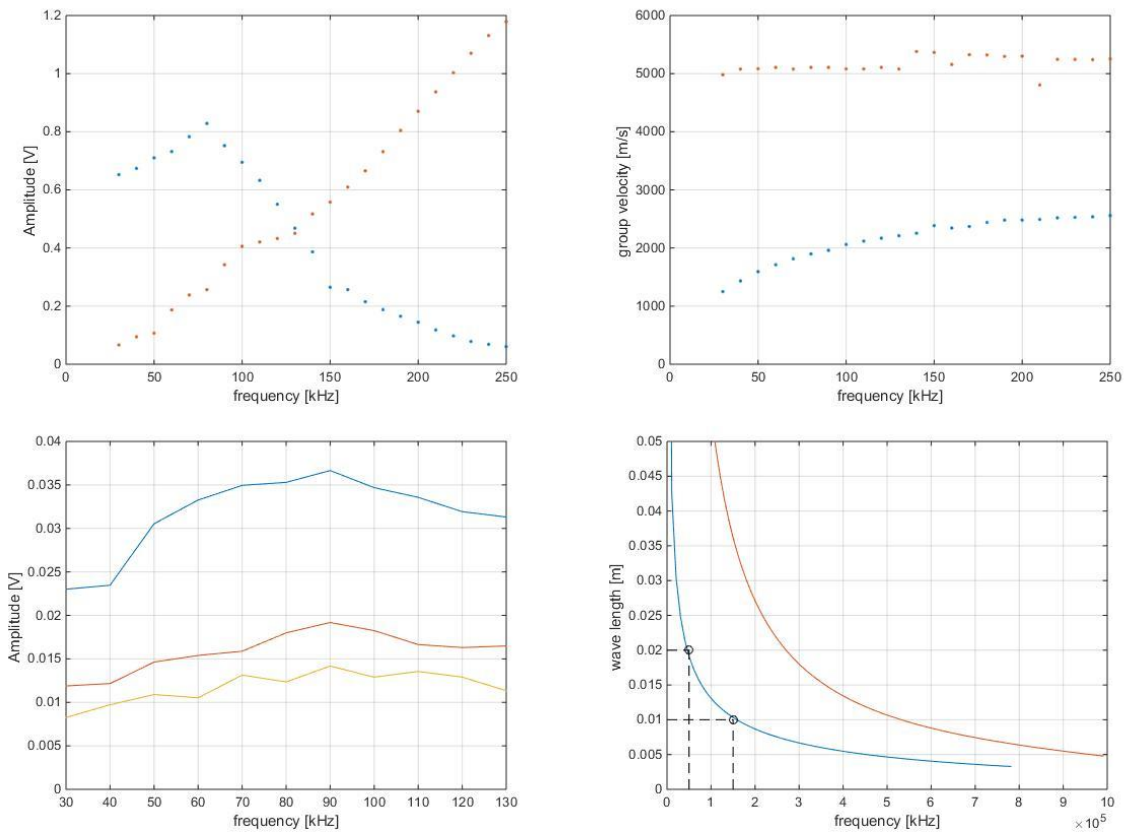 1.2
1
0.8
0.6
0.4
0.2
0
Amplitude [V]
0 50 100 150 200 250
frequency [kHz]
6000
5000
4000
3000
2000
1000
0
group velocity [m/s]
0 50 100 150 200 250
frequency [kHz]
0.04
0.035
0.03
0.025
0.02
0.015
0.01
0.005
0
Amplitude [V]
30 40 50 60 70 80 90 100 110 120 130
frequency [kHz]
0.05
0.045
0.04
0.035
0.03
0.025
0.020
0.015
0.010
0.005
0
wave length [m]
0 1 2 3 4 5 6 7 8 9 10
frequency [kHz]
× 10⁵